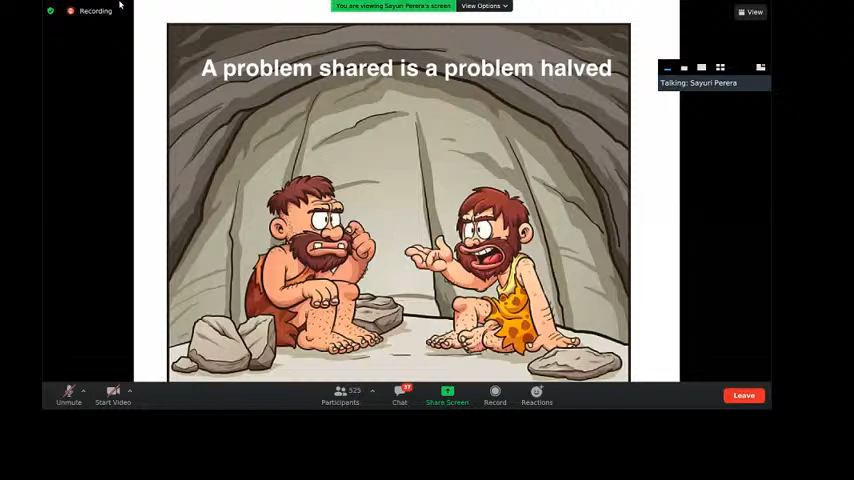 Recording
You are viewing Sayuri Perera's screen
View Options
View
A problem shared is a problem halved
Talking: Sayuri Perera
Unmute
Start Video
525
Participants
37
Chat
Share Screen
Record
Reactions
Leave